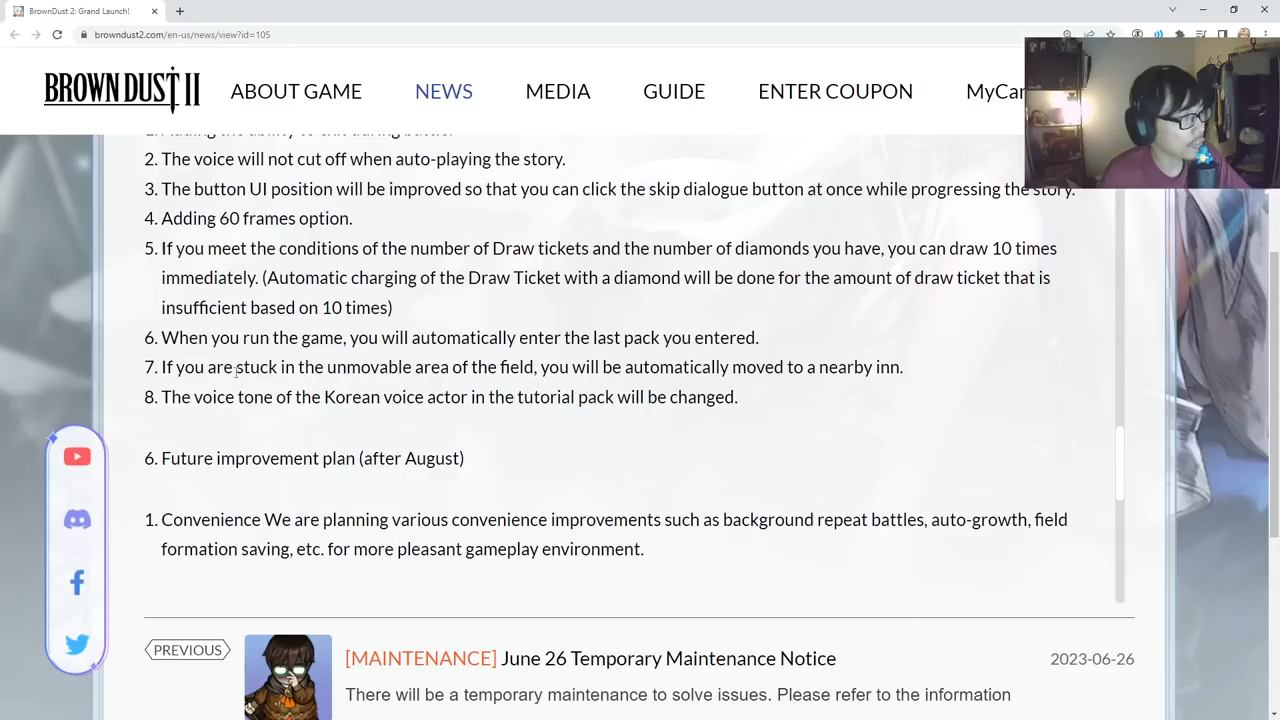 BrownDust 2: Grand Launch!
browndust2.com/en-us/news/view?id=105
BROWN DUST II ABOUT GAME NEWS MEDIA GUIDE ENTER COUPON MyCar
2. The voice will not cut off when auto-playing the story.
3. The button UI position will be improved so that you can click the skip dialogue button at once while progressing the story.
4. Adding 60 frames option.
5. If you meet the conditions of the number of Draw tickets and the number of diamonds you have, you can draw 10 times
immediately. (Automatic charging of the Draw Ticket with a diamond will be done for the amount of draw ticket that is
insufficient based on 10 times)
6. When you run the game, you will automatically enter the last pack you entered.
7. If you are stuck in the unmovable area of the field, you will be automatically moved to a nearby inn.
8. The voice tone of the Korean voice actor in the tutorial pack will be changed.
6. Future improvement plan (after August)
1. Convenience We are planning various convenience improvements such as background repeat battles, auto-growth, field
formation saving, etc. for more pleasant gameplay environment.
PREVIOUS
[MAINTENANCE] June 26 Temporary Maintenance Notice 2023-06-26
There will be a temporary maintenance to solve issues. Please refer to the information